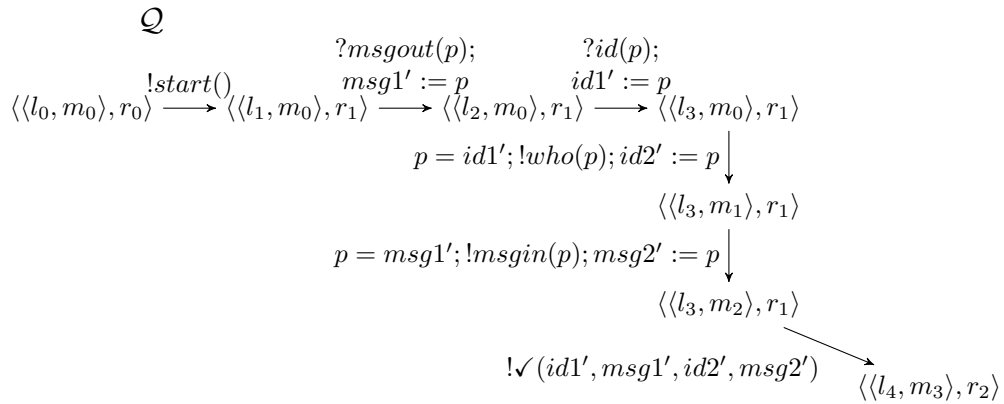 𝒬
?msgout(p); ?id(p);
!start() msg1′ := p id1′ := p
⟨⟨l₀, m₀⟩, r₀⟩ ⟨⟨l₁, m₀⟩, r₁⟩ ⟨⟨l₂, m₀⟩, r₁⟩ ⟨⟨l₃, m₀⟩, r₁⟩
p = id1′; !who(p); id2′ := p
⟨⟨l₃, m₁⟩, r₁⟩
p = msg1′; !msgin(p); msg2′ := p
⟨⟨l₃, m₂⟩, r₁⟩
!✓(id1′, msg1′, id2′, msg2′)
⟨⟨l₄, m₃⟩, r₂⟩